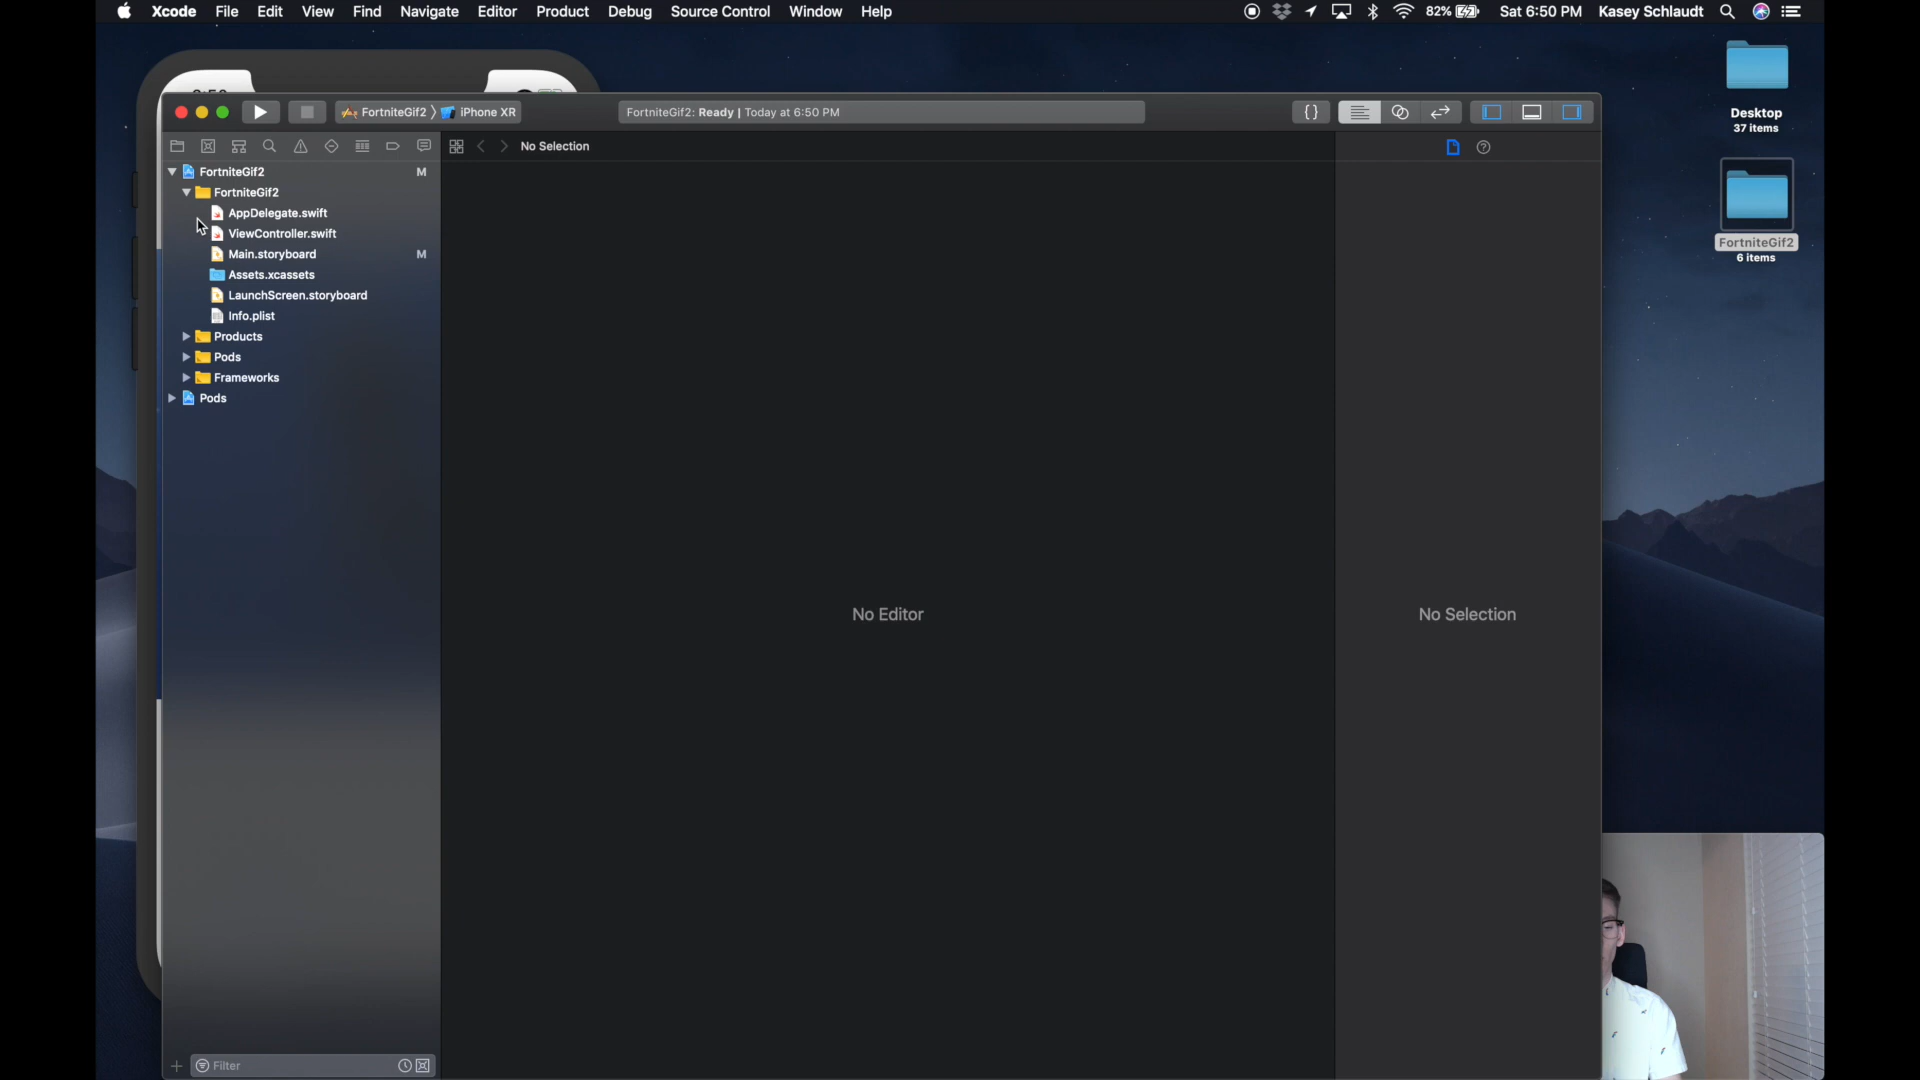 Xcode File Edit View Find Navigate Editor Product Debug Source Control Window Help 82% Sat 6:50 PM Kasey Schlaudt
Desktop
37 items
FortniteGif2
6 items
FortniteGif2 iPhone XR FortniteGif2: Ready | Today at 6:50 PM { }
No Selection
FortniteGif2 M
FortniteGif2
AppDelegate.swift
ViewController.swift
Main.storyboard M
Assets.xcassets
LaunchScreen.storyboard
Info.plist
Products
Pods
Frameworks
Pods
No Editor
No Selection
Filter